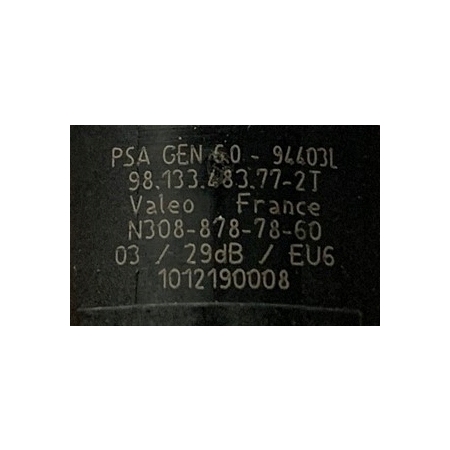 PSA GEN 6.0 - 94403L
98.133.483.77-2T
Valeo France
N308-878-78-60
03 / 29dB / EU6
1012190008